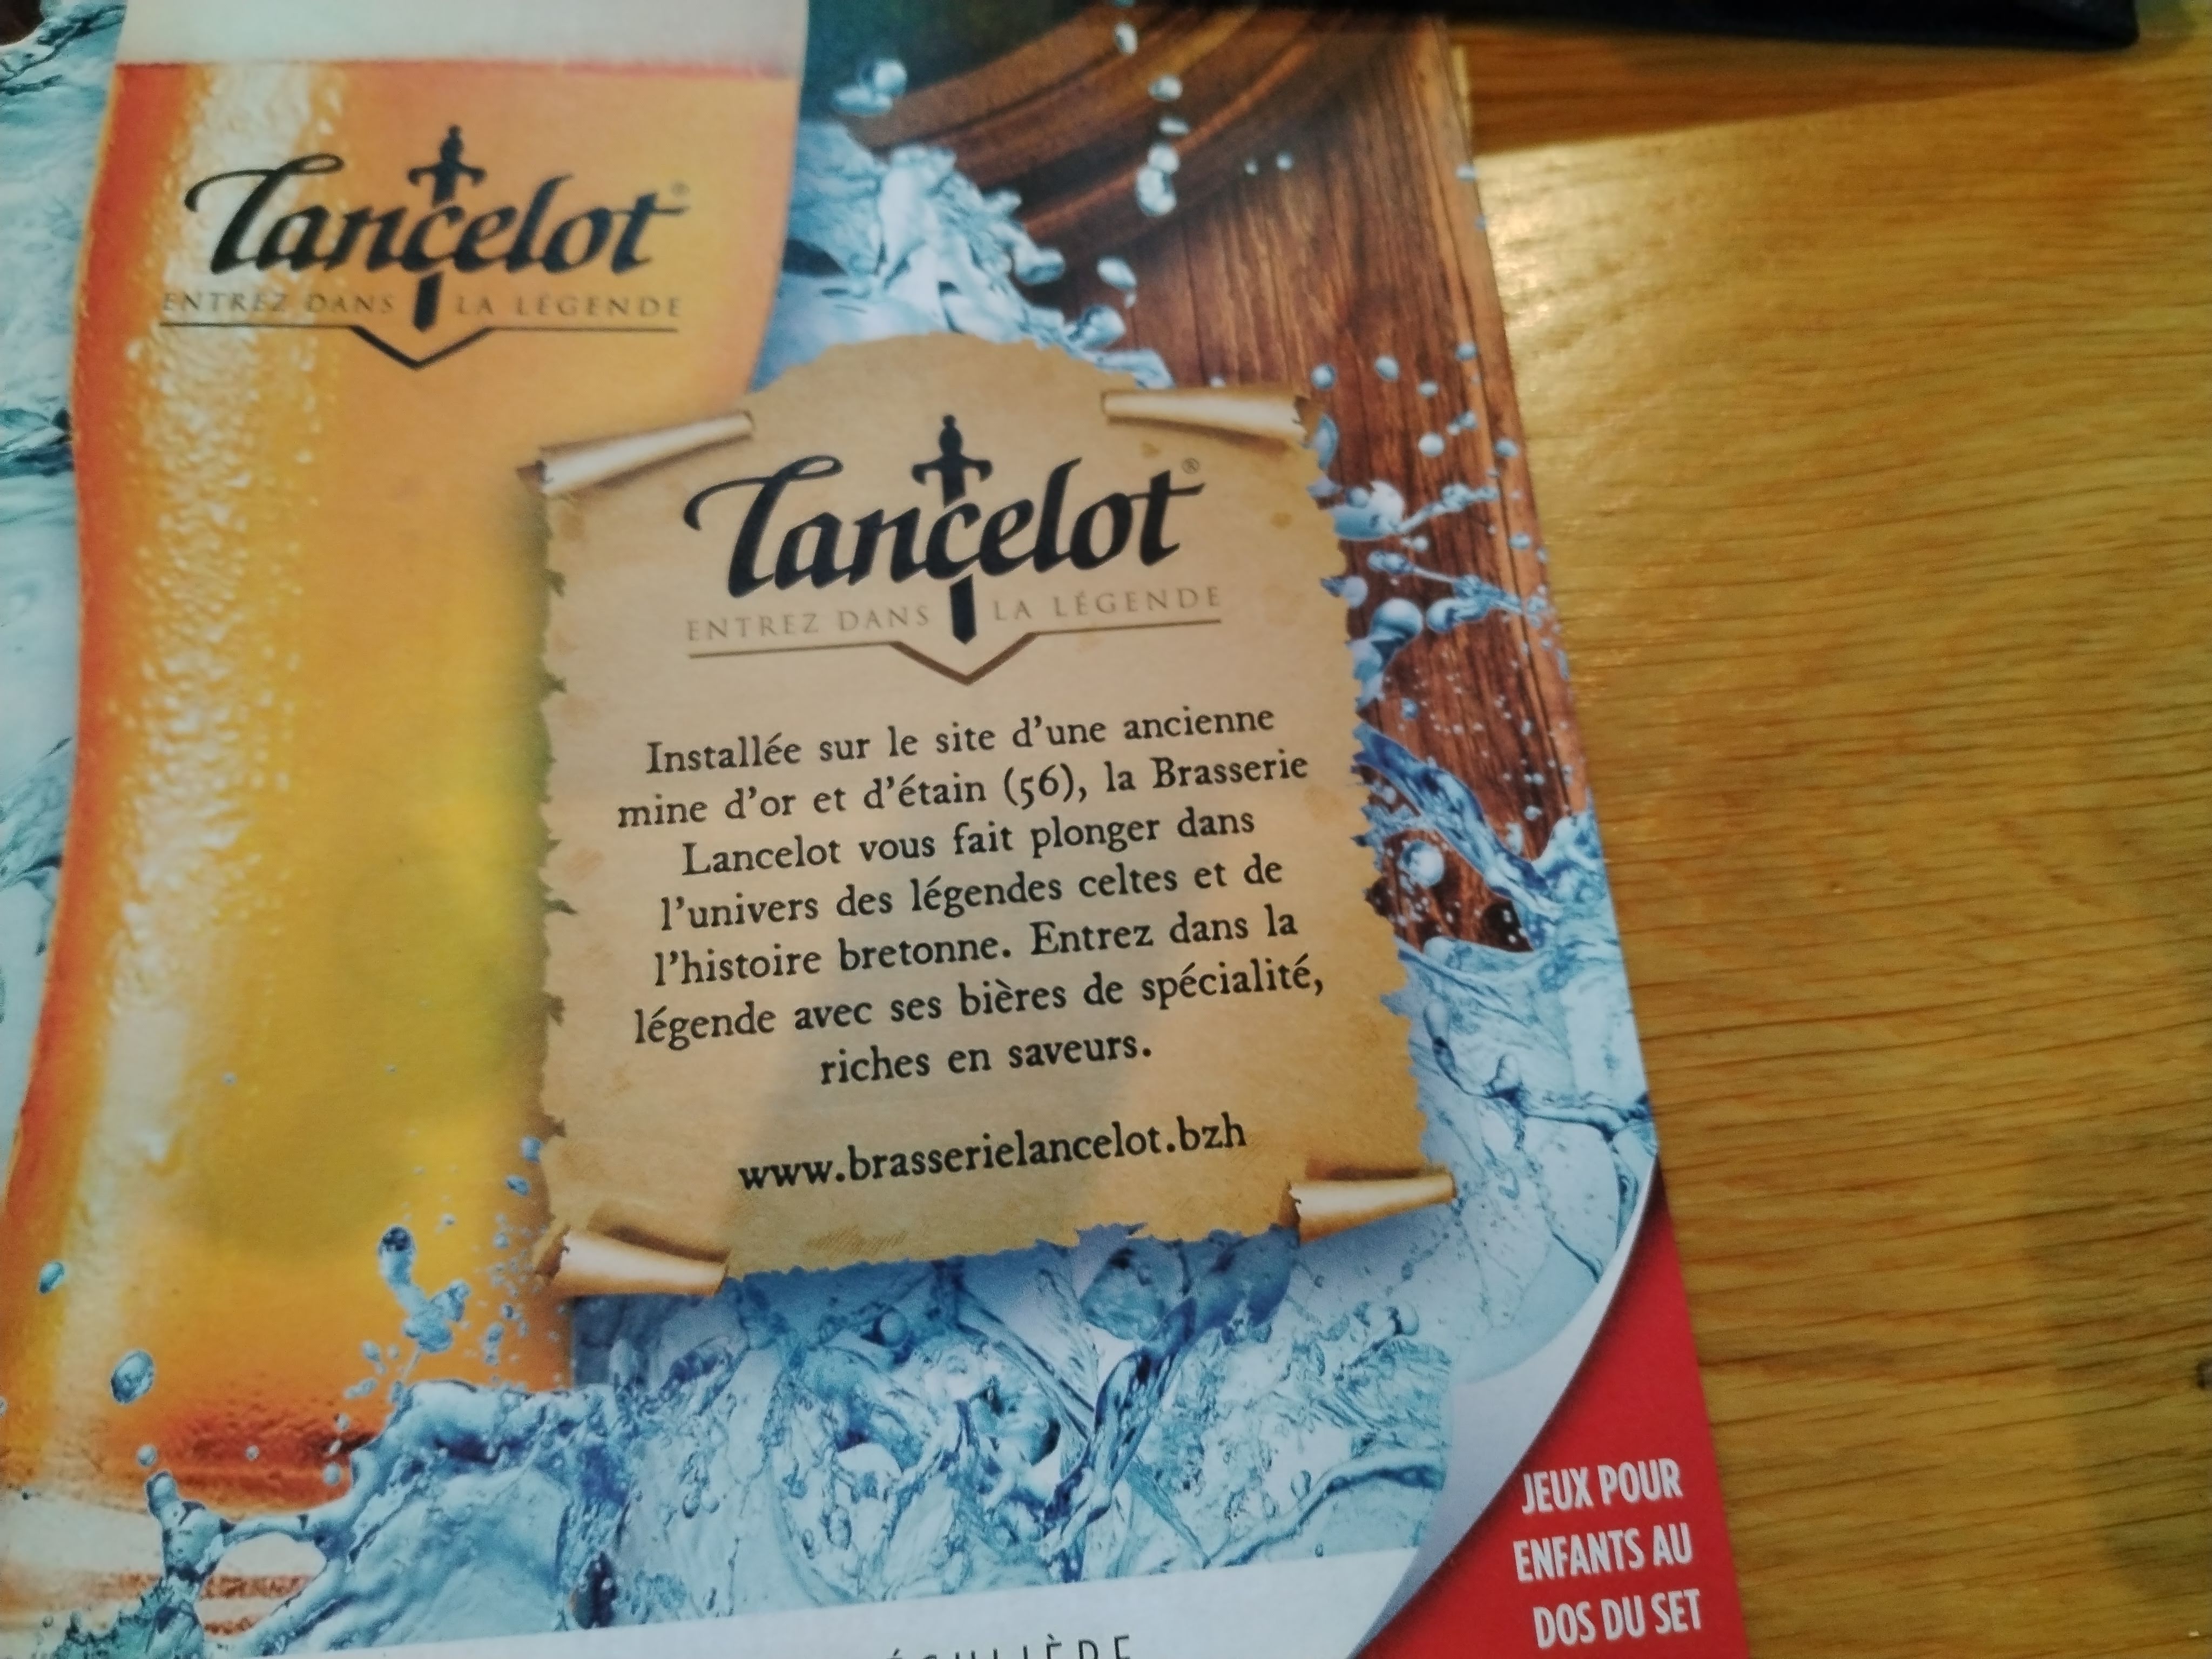 Lancelot®
ENTREZ DANS LA LÉGENDE
Lancelot®
ENTREZ DANS LA LÉGENDE
Installée sur le site d'une ancienne
mine d'or et d'étain (56), la Brasserie
Lancelot vous fait plonger dans
l'univers des légendes celtes et de
l'histoire bretonne. Entrez dans la
légende avec ses bières de spécialité,
riches en saveurs.
www.brasserielancelot.bzh
JEUX POUR
ENFANTS AU
DOS DU SET